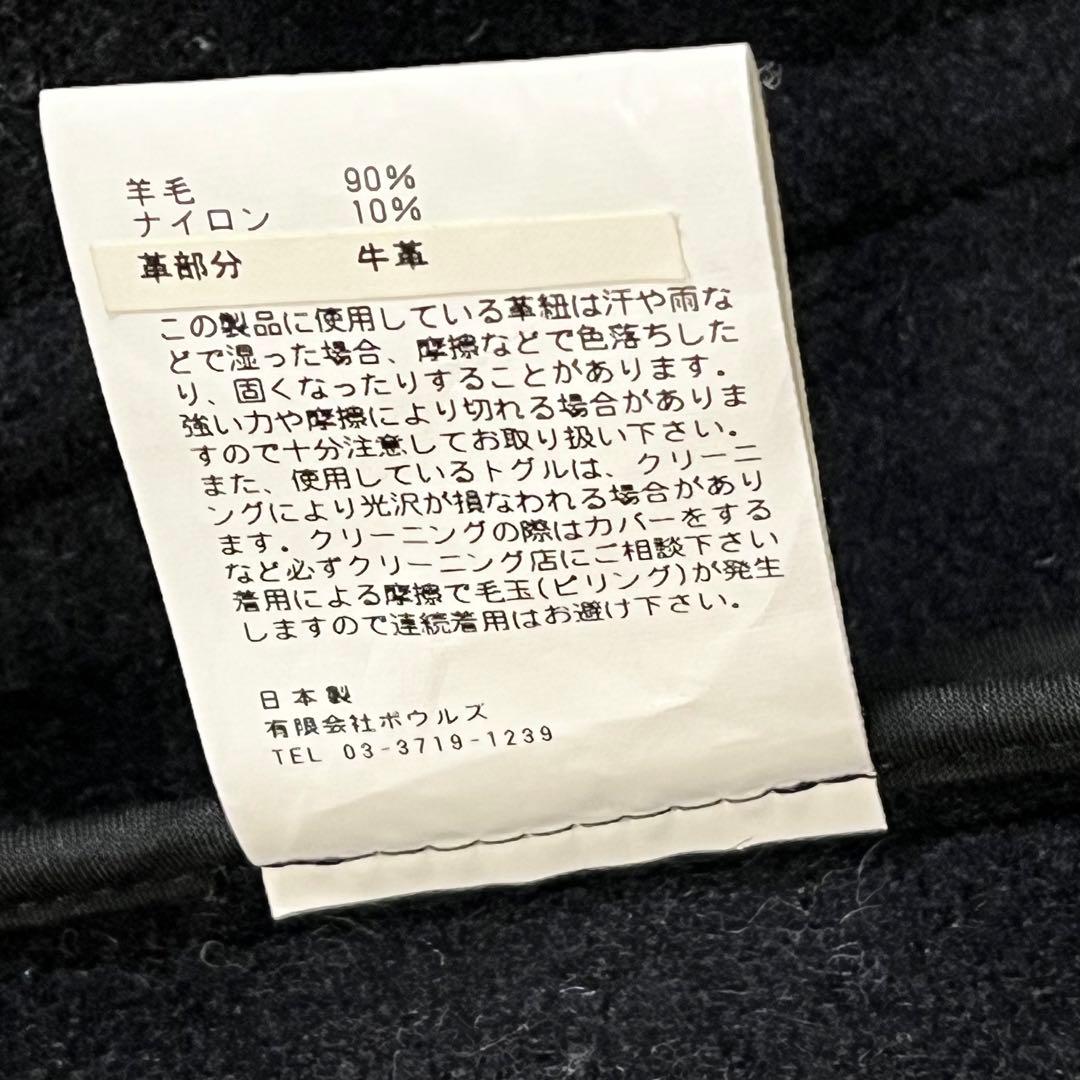 羊毛 90%
ナイロン 10%
革部分 牛革
この製品に使用している革紐は汗や雨な
どで湿った場合、摩擦などで色落ちした
り、固くなったりすることがあります。
強い力や摩擦により切れる場合がありま
すので十分注意してお取り扱い下さい。
また、使用しているトグルは、クリーニ
ングにより光沢が損なわれる場合があり
ます。クリーニングの際はカバーをする
など必ずクリーニング店にご相談下さい
着用による摩擦で毛玉(ピリング)が発生
しますので連続着用はお避け下さい。
日本製
有限会社ボウルズ
TEL 03-3719-1239